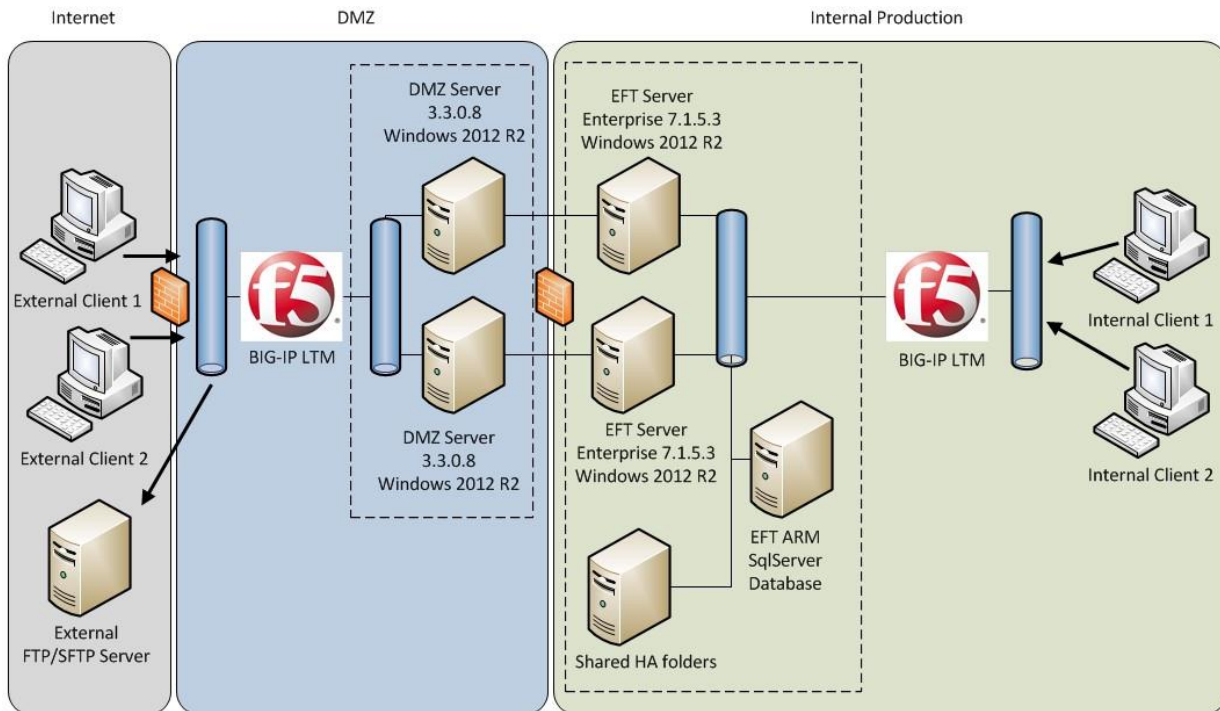 Internet
DMZ
Internal Production
DMZ Server
3.3.0.8
Windows 2012 R2
EFT Server
Enterprise 7.1.5.3
Windows 2012 R2
External Client 1
f5
BIG-IP LTM
External Client 2
DMZ Server
3.3.0.8
Windows 2012 R2
EFT Server
Enterprise 7.1.5.3
Windows 2012 R2
f5
BIG-IP LTM
Internal Client 1
Internal Client 2
External
FTP/SFTP Server
EFT ARM
SqlServer
Database
Shared HA folders